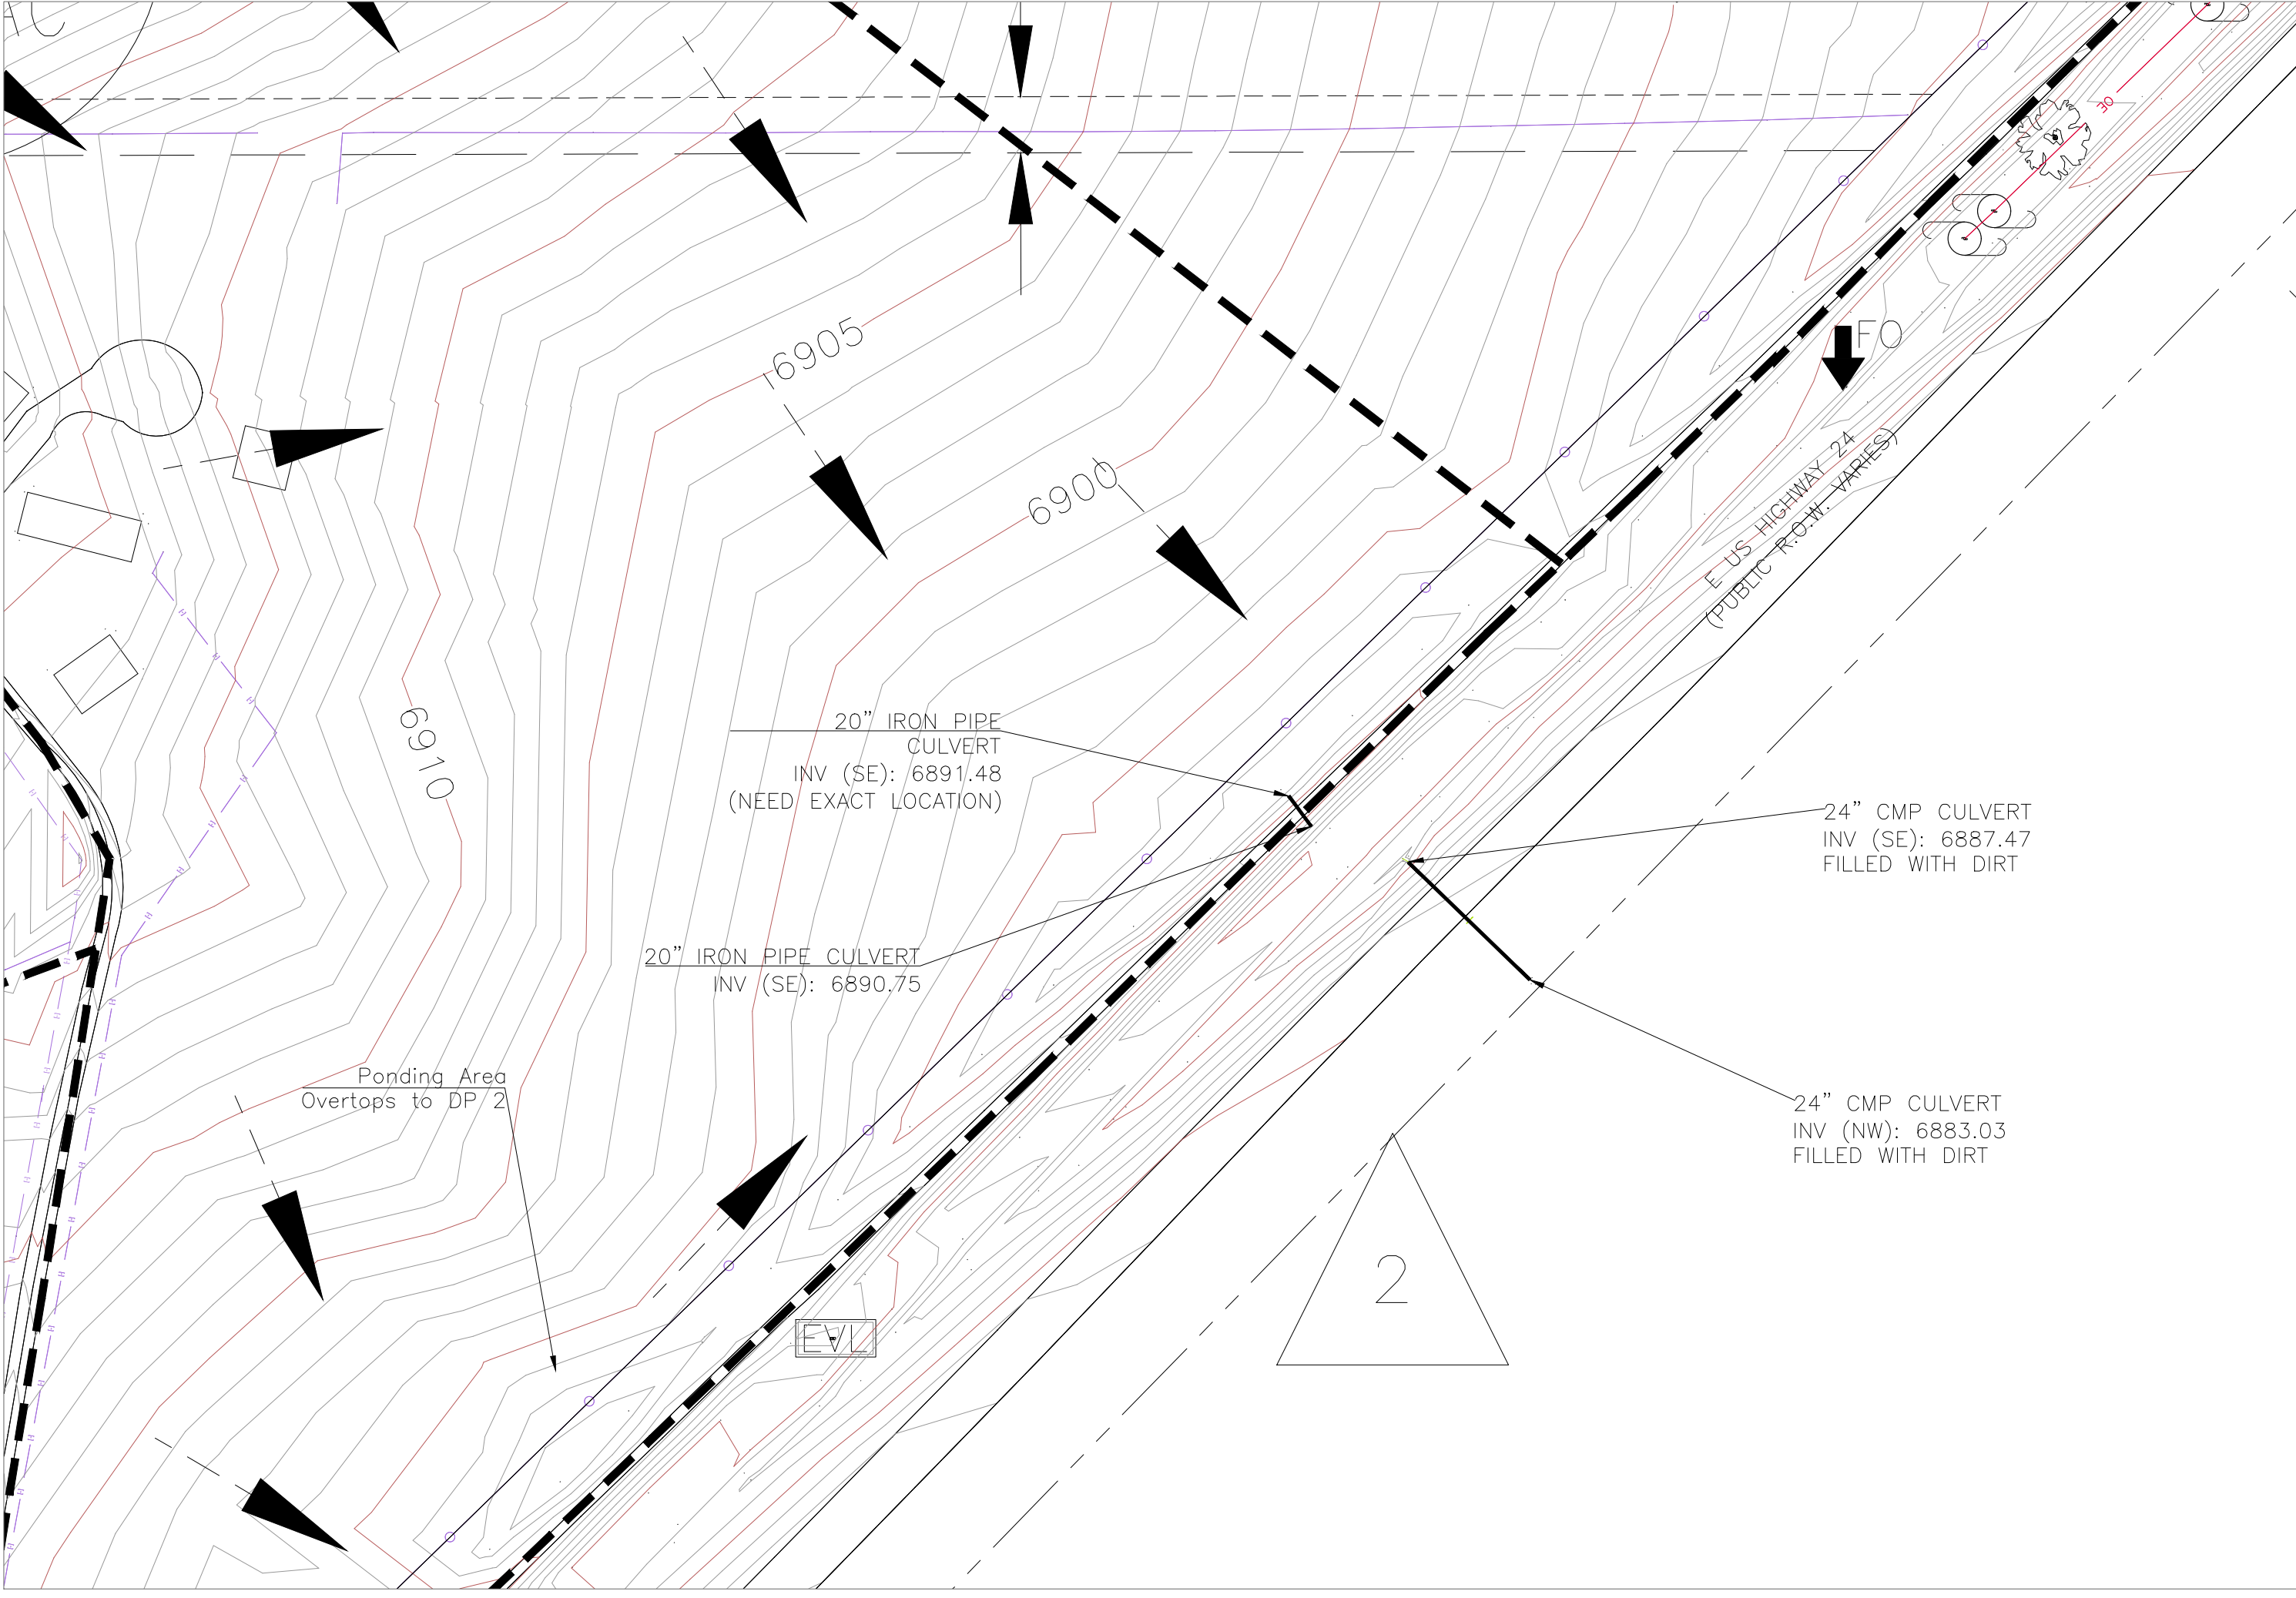 OE
FO
6905
E US HIGHWAY 24
(PUBLIC R.O.W. VARIES)
6900
6910
20" IRON PIPE
CULVERT
INV (SE): 6891.48
(NEED EXACT LOCATION)
24" CMP CULVERT
INV (SE): 6887.47
FILLED WITH DIRT
20" IRON PIPE CULVERT
INV (SE): 6890.75
Ponding Area
Overtops to DP 2
24" CMP CULVERT
INV (NW): 6883.03
FILLED WITH DIRT
2
EVL